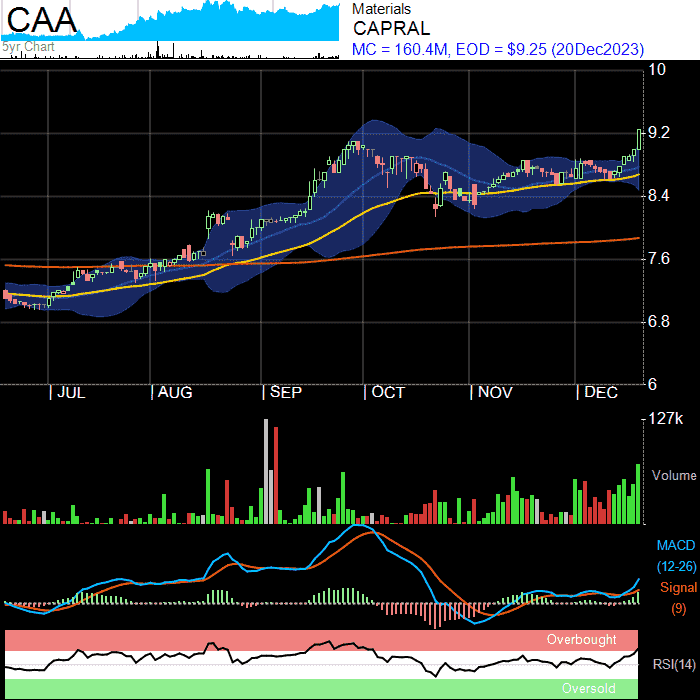 CAA
5yr Chart
Materials
CAPRAL
MC = 160.4M, EOD = $9.25 (20Dec2023)
10
9.2
8.4
7.6
6.8
6
| JUL | AUG | SEP | OCT | NOV | DEC
127k
Volume
MACD
(12-26)
Signal
(9)
Overbought
RSI(14)
Oversold